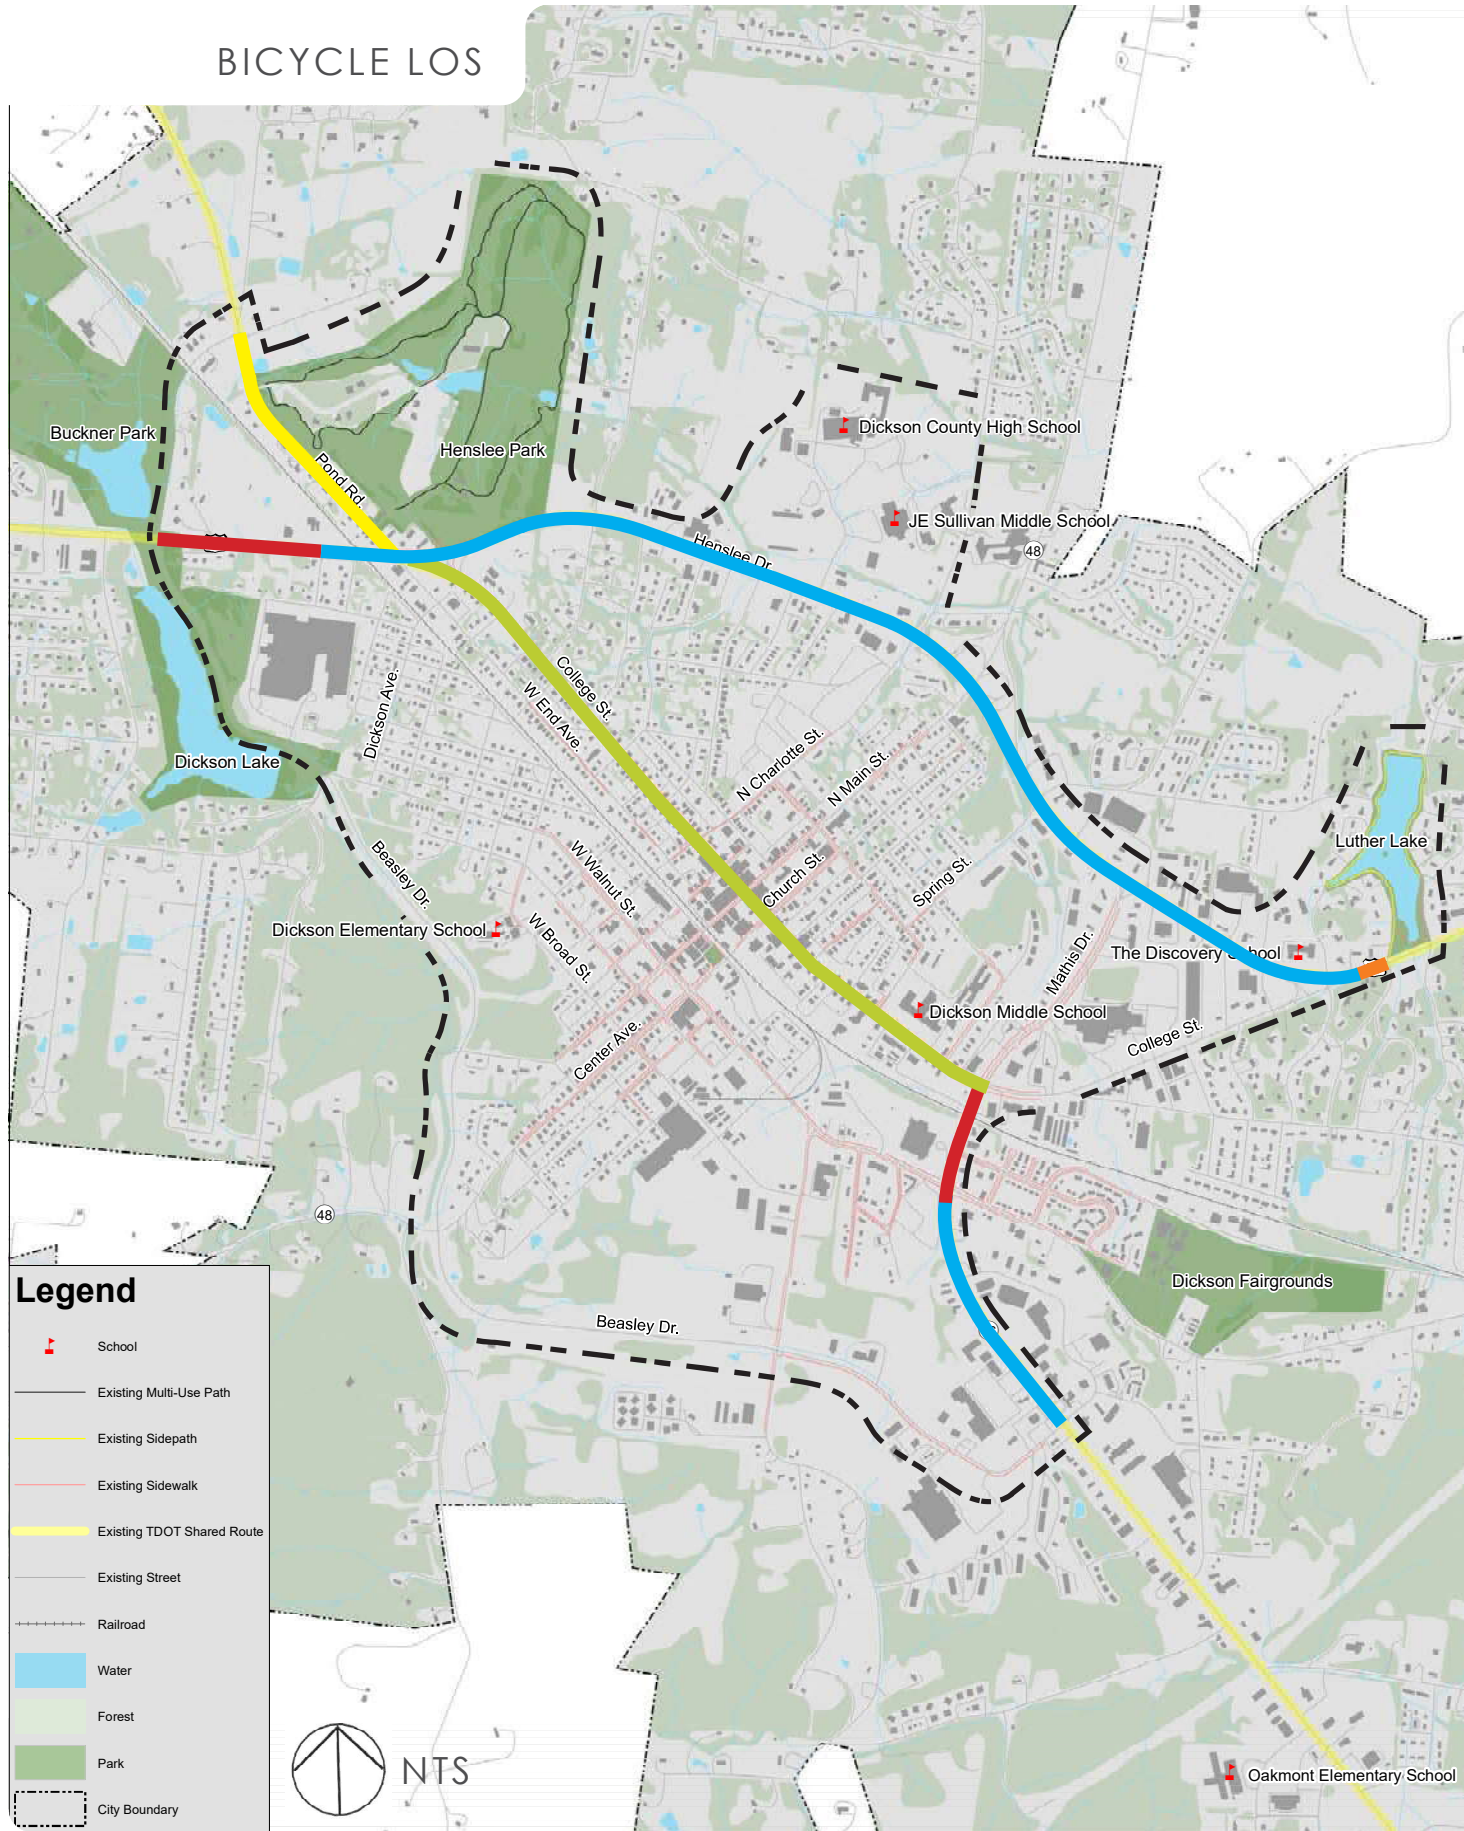 BICYCLE LOS
Buckner Park
Henslee Park
Pond Rd.
Dickson County High School
JE Sullivan Middle School
48
Henslee Dr.
College St.
W End Ave.
Dickson Ave.
Dickson Lake
N Charlotte St.
N Main St.
Luther Lake
Beasley Dr.
W Walnut St.
Church St.
Spring St.
Dickson Elementary School
W Broad St.
Mathis Dr.
The Discovery School
Dickson Middle School
Center Ave.
College St.
48
Dickson Fairgrounds
Beasley Dr.
Legend
School
Existing Multi-Use Path
Existing Sidepath
Existing Sidewalk
Existing TDOT Shared Route
Existing Street
Railroad
Water
Forest
Park
City Boundary
NTS
Oakmont Elementary School